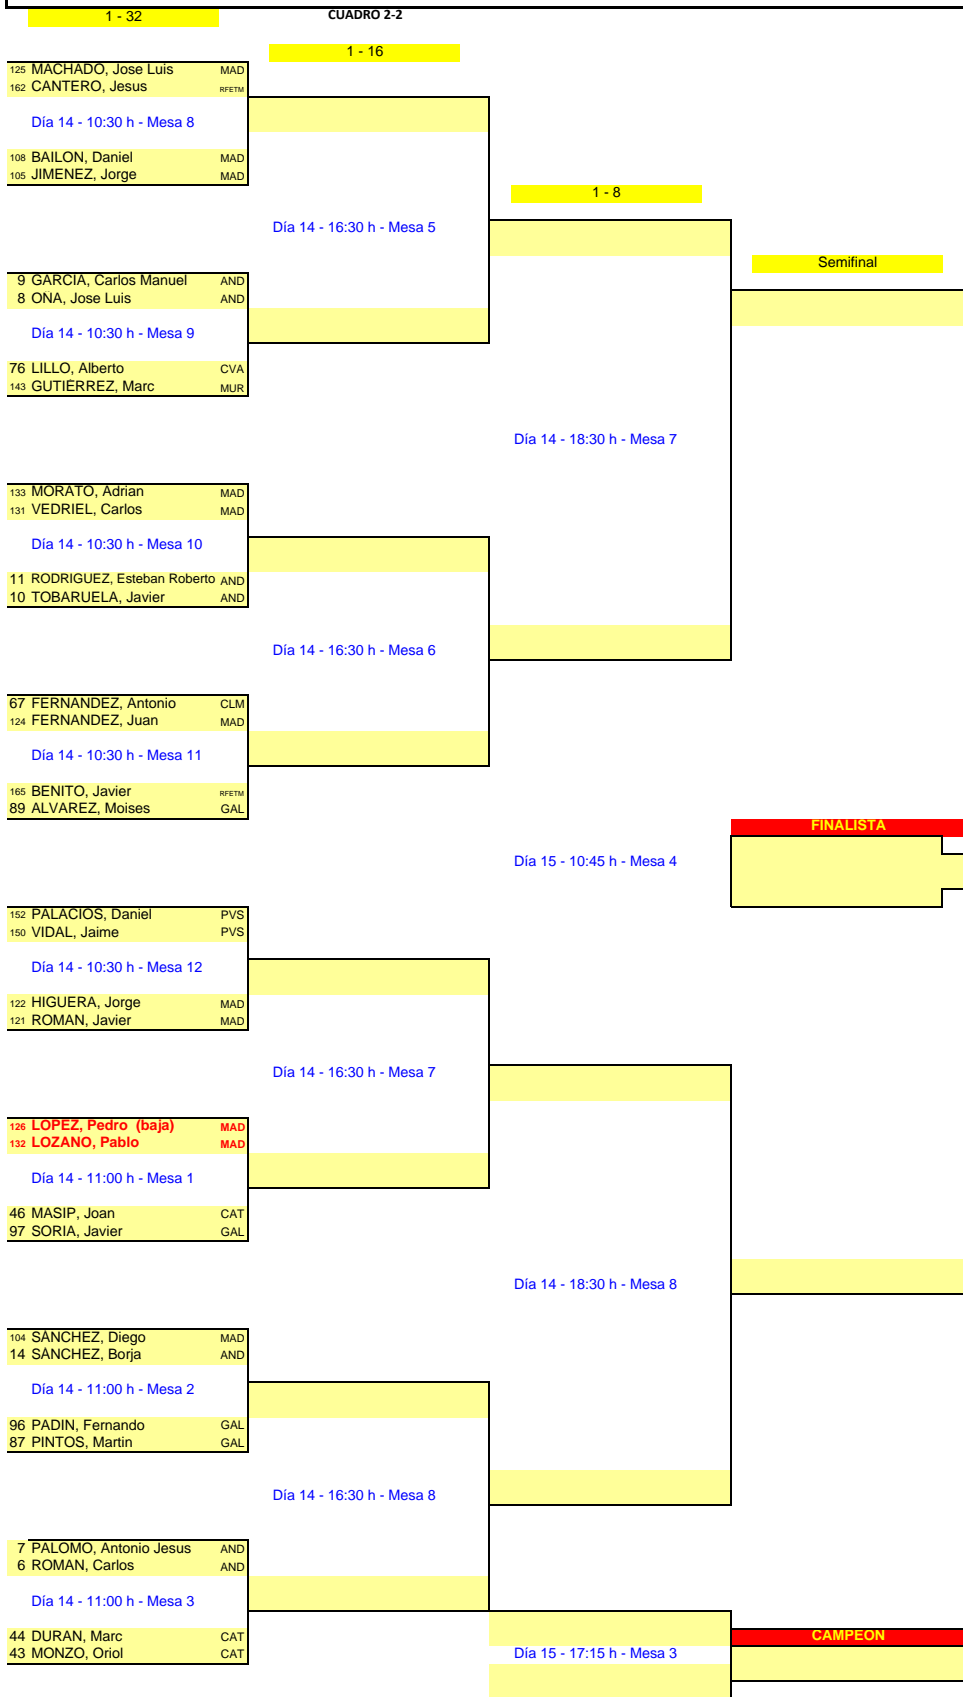 1 - 32
CUADRO 2-2
1 - 16
125 MACHADO, Jose Luis MAD
162 CANTERO, Jesus RFETM
Día 14 - 10:30 h - Mesa 8
108 BAILON, Daniel MAD
105 JIMENEZ, Jorge MAD
1 - 8
Día 14 - 16:30 h - Mesa 5
Semifinal
9 GARCIA, Carlos Manuel AND
8 OÑA, Jose Luis AND
Día 14 - 10:30 h - Mesa 9
76 LILLO, Alberto CVA
143 GUTIÉRREZ, Marc MUR
Día 14 - 18:30 h - Mesa 7
133 MORATO, Adrian MAD
131 VEDRIEL, Carlos MAD
Día 14 - 10:30 h - Mesa 10
11 RODRIGUEZ, Esteban Roberto AND
10 TOBARUELA, Javier AND
Día 14 - 16:30 h - Mesa 6
67 FERNANDEZ, Antonio CLM
124 FERNANDEZ, Juan MAD
Día 14 - 10:30 h - Mesa 11
165 BENITO, Javier RFETM
89 ALVAREZ, Moises GAL
FINALISTA
Día 15 - 10:45 h - Mesa 4
152 PALACIOS, Daniel PVS
150 VIDAL, Jaime PVS
Día 14 - 10:30 h - Mesa 12
122 HIGUERA, Jorge MAD
121 ROMAN, Javier MAD
Día 14 - 16:30 h - Mesa 7
126 LOPEZ, Pedro (baja) MAD
132 LOZANO, Pablo MAD
Día 14 - 11:00 h - Mesa 1
46 MASIP, Joan CAT
97 SORIA, Javier GAL
Día 14 - 18:30 h - Mesa 8
104 SÁNCHEZ, Diego MAD
14 SÁNCHEZ, Borja AND
Día 14 - 11:00 h - Mesa 2
96 PADIN, Fernando GAL
87 PINTOS, Martin GAL
Día 14 - 16:30 h - Mesa 8
7 PALOMO, Antonio Jesus AND
6 ROMAN, Carlos AND
Día 14 - 11:00 h - Mesa 3
44 DURAN, Marc CAT
CAMPEON
43 MONZO, Oriol CAT
Día 15 - 17:15 h - Mesa 3